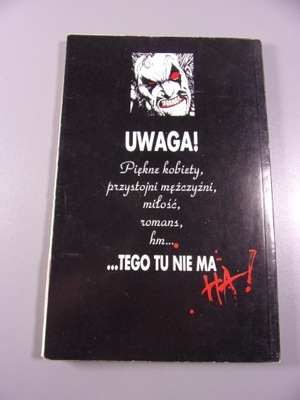 UWAGA!
Piękne kobiety,
przystojni mężczyźni,
miłość,
romans,
hm...
...TEGO TU NIE MA
HA!